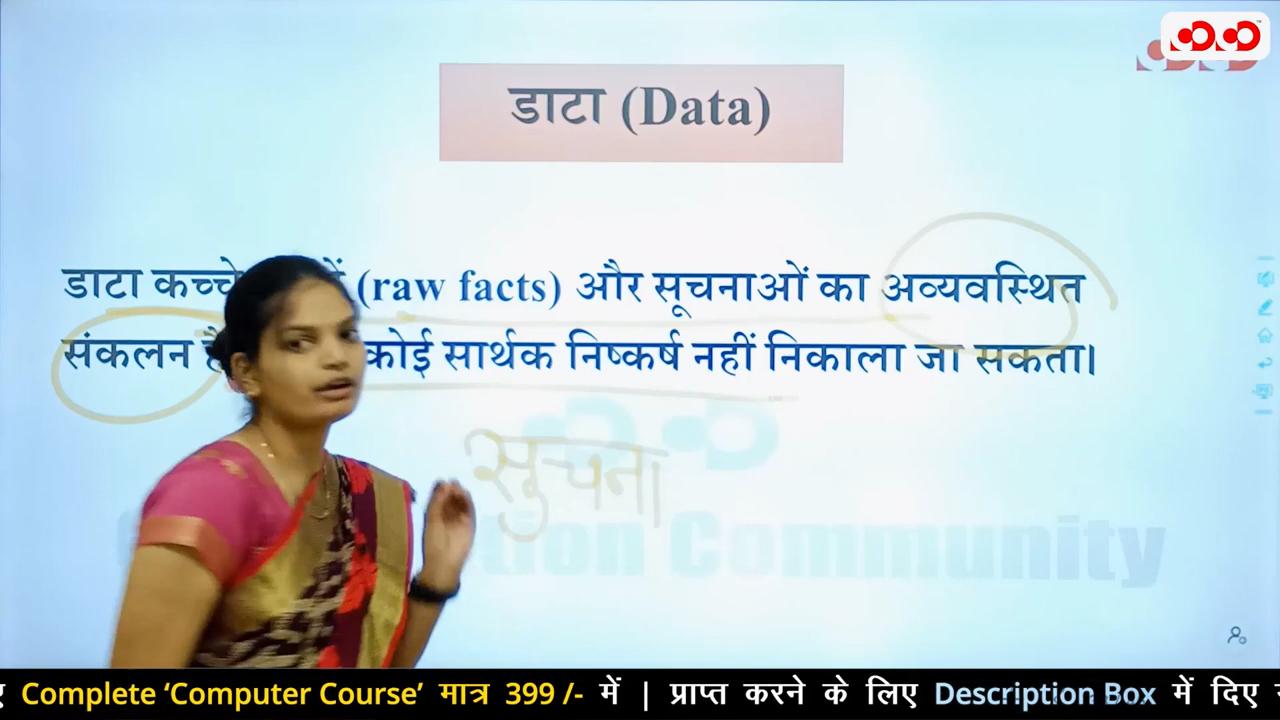 डाटा (Data)
डाटा कच्चे (raw facts) और सूचनाओं का अव्यवस्थित
संकलन कोई सार्थक निष्कर्ष नहीं निकाला जा सकता।
सुचना
Community
Complete ‘Computer Course’ मात्र 399 /- में | प्राप्त करने के लिए Description Box में दिए